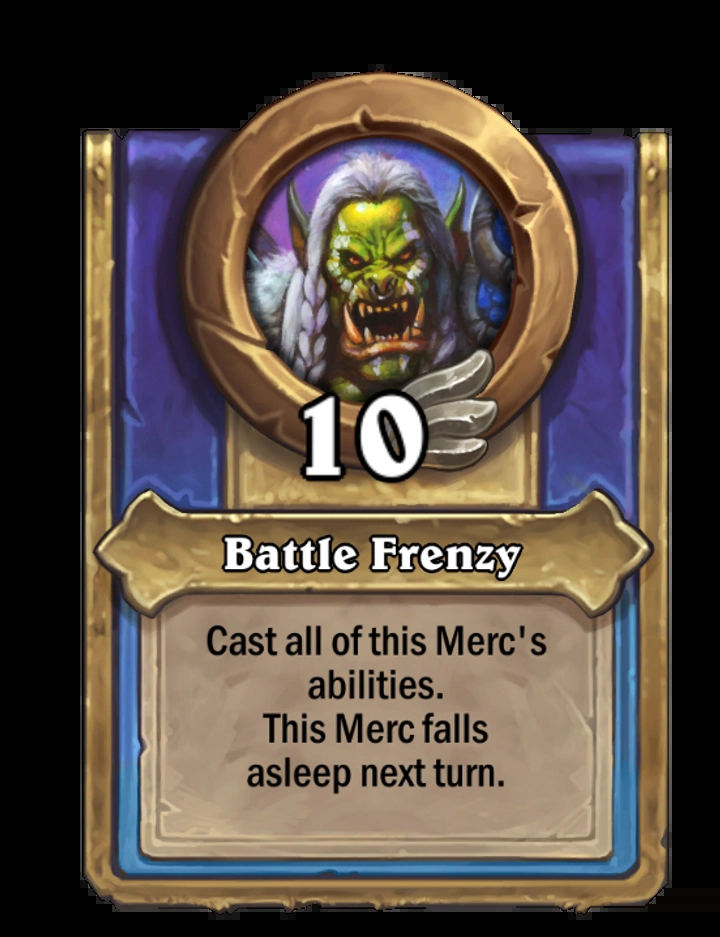 10
Battle Frenzy
Cast all of this Merc's
abilities.
This Merc falls
asleep next turn.